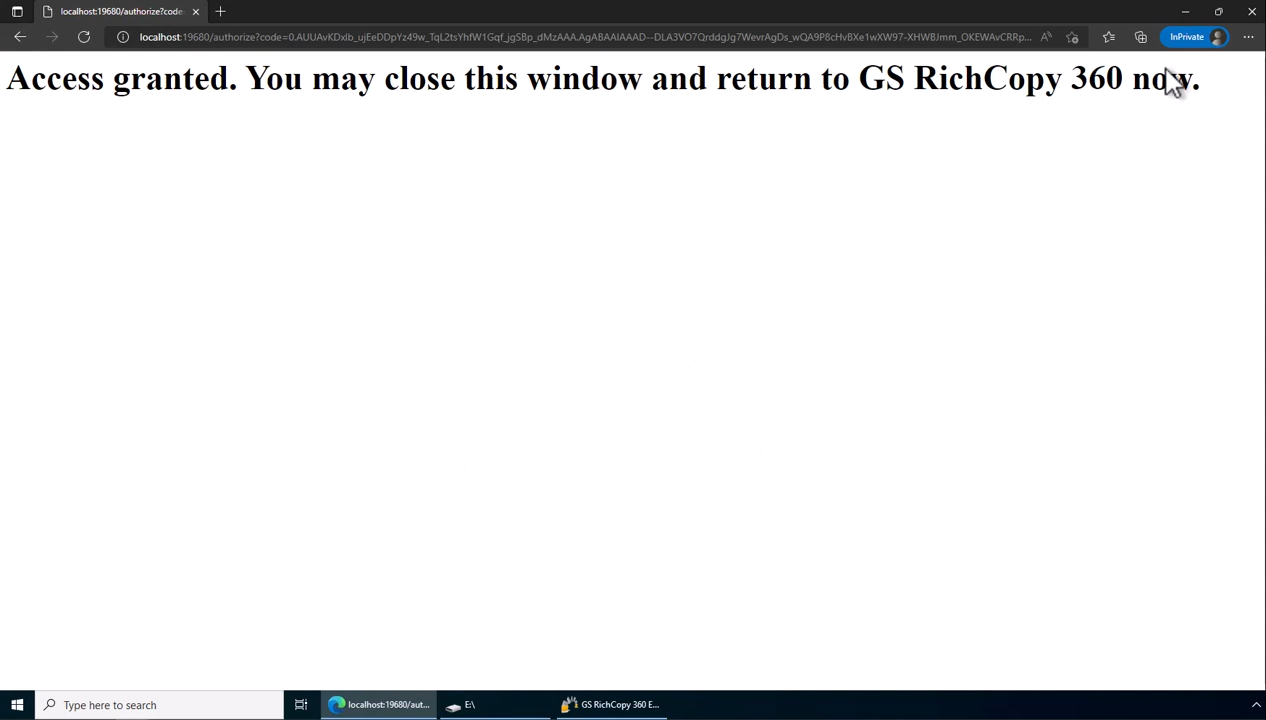 localhost:19680/authorize?code
localhost:19680/authorize?code=0.AUUAvKDxlb_ujEeDDpYz49w_TqL2tsYhfW1Gqf_jgS8p_dMzAAA.AgABAAIAAAD--DLA3VO7QrddgJg7WevrAgDs_wQA9P8cHvBXe1wXW97-XHWBJmm_OKEWAvCRRp...
InPrivate
Access granted. You may close this window and return to GS RichCopy 360 now.
Type here to search
localhost:19680/aut...
E:\
GS RichCopy 360 E...